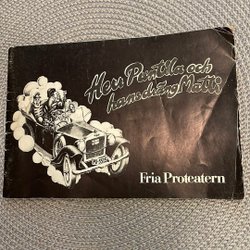 Herr Puntila och
hans dräng Matti
Fria Proteatern